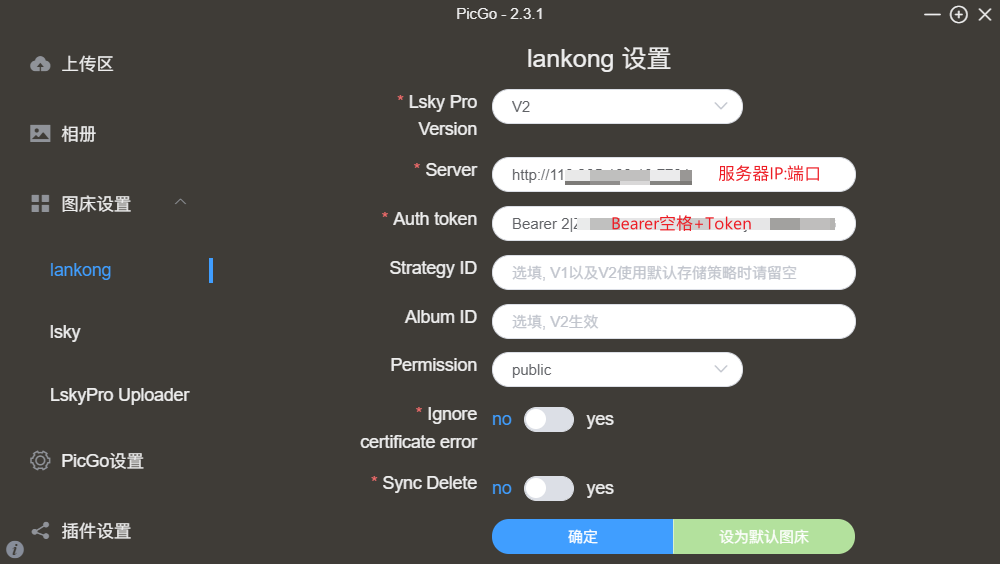 PicGo - 2.3.1
上传区
相册
图床设置
lankong
lsky
LskyPro Uploader
PicGo设置
插件设置
lankong 设置
* Lsky Pro
Version
V2
* Server
http://11
服务器IP:端口
* Auth token
Bearer 2|
Bearer空格+Token
Strategy ID
选填, V1以及V2使用默认存储策略时请留空
Album ID
选填, V2生效
Permission
public
* Ignore
certificate error
no
yes
* Sync Delete
no
yes
确定
设为默认图床